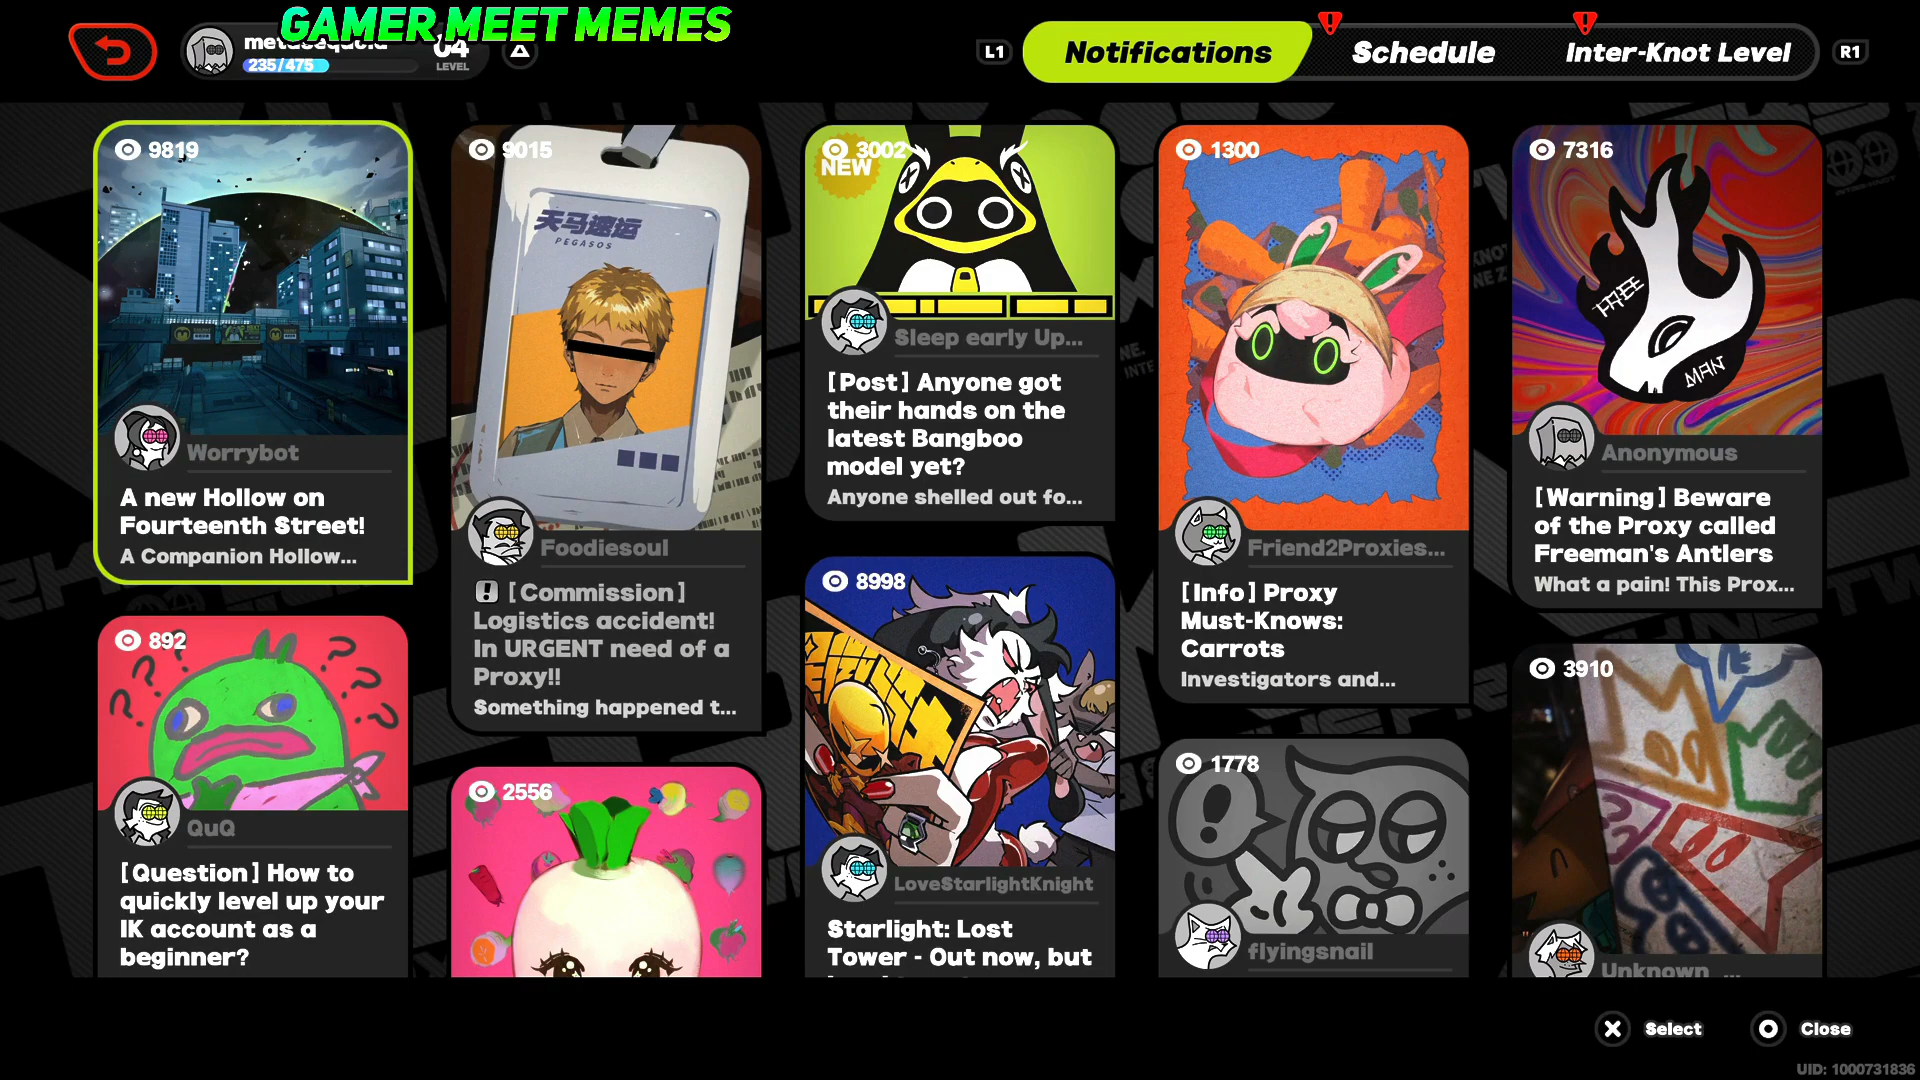 GAMER MEET MEMES
235/475
04
LEVEL
L1
Notifications
Schedule
Inter-Knot Level
R1
9819
Worrybot
A new Hollow on
Fourteenth Street!
A Companion Hollow...
892
QuQ
[Question] How to
quickly level up your
IK account as a
beginner?
9015
天马速运
PEGASOS
Foodiesoul
[Commission]
Logistics accident!
In URGENT need of a
Proxy!!
Something happened t...
2556
3002
NEW
Sleep early Up...
[Post] Anyone got
their hands on the
latest Bangboo
model yet?
Anyone shelled out fo...
8998
LoveStarlightKnight
Starlight: Lost
Tower - Out now, but
1300
Friend2Proxies...
[Info] Proxy
Must-Knows:
Carrots
Investigators and...
1778
flyingsnail
7316
FREE
MAN
Anonymous
[Warning] Beware
of the Proxy called
Freeman's Antlers
What a pain! This Prox...
3910
Unknown ...
Select
Close
UID: 1000731836